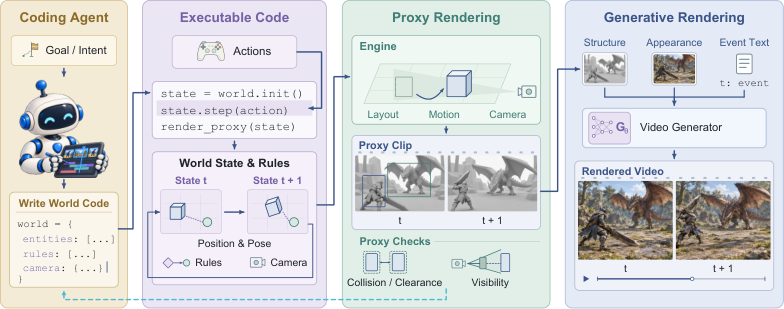 Coding Agent
Goal / Intent
Write World Code
world = {
entities: [...]
rules: [...]
camera: {...}
}
Executable Code
Actions
state = world.init()
state.step(action)
render_proxy(state)
World State & Rules
State t
State t + 1
Position & Pose
Rules
Camera
Proxy Rendering
Engine
Layout
Motion
Camera
Proxy Clip
t
t + 1
Proxy Checks
Collision / Clearance
Visibility
Generative Rendering
Structure
Appearance
Event Text
t: event
Gθ
Video Generator
Rendered Video
t
t + 1